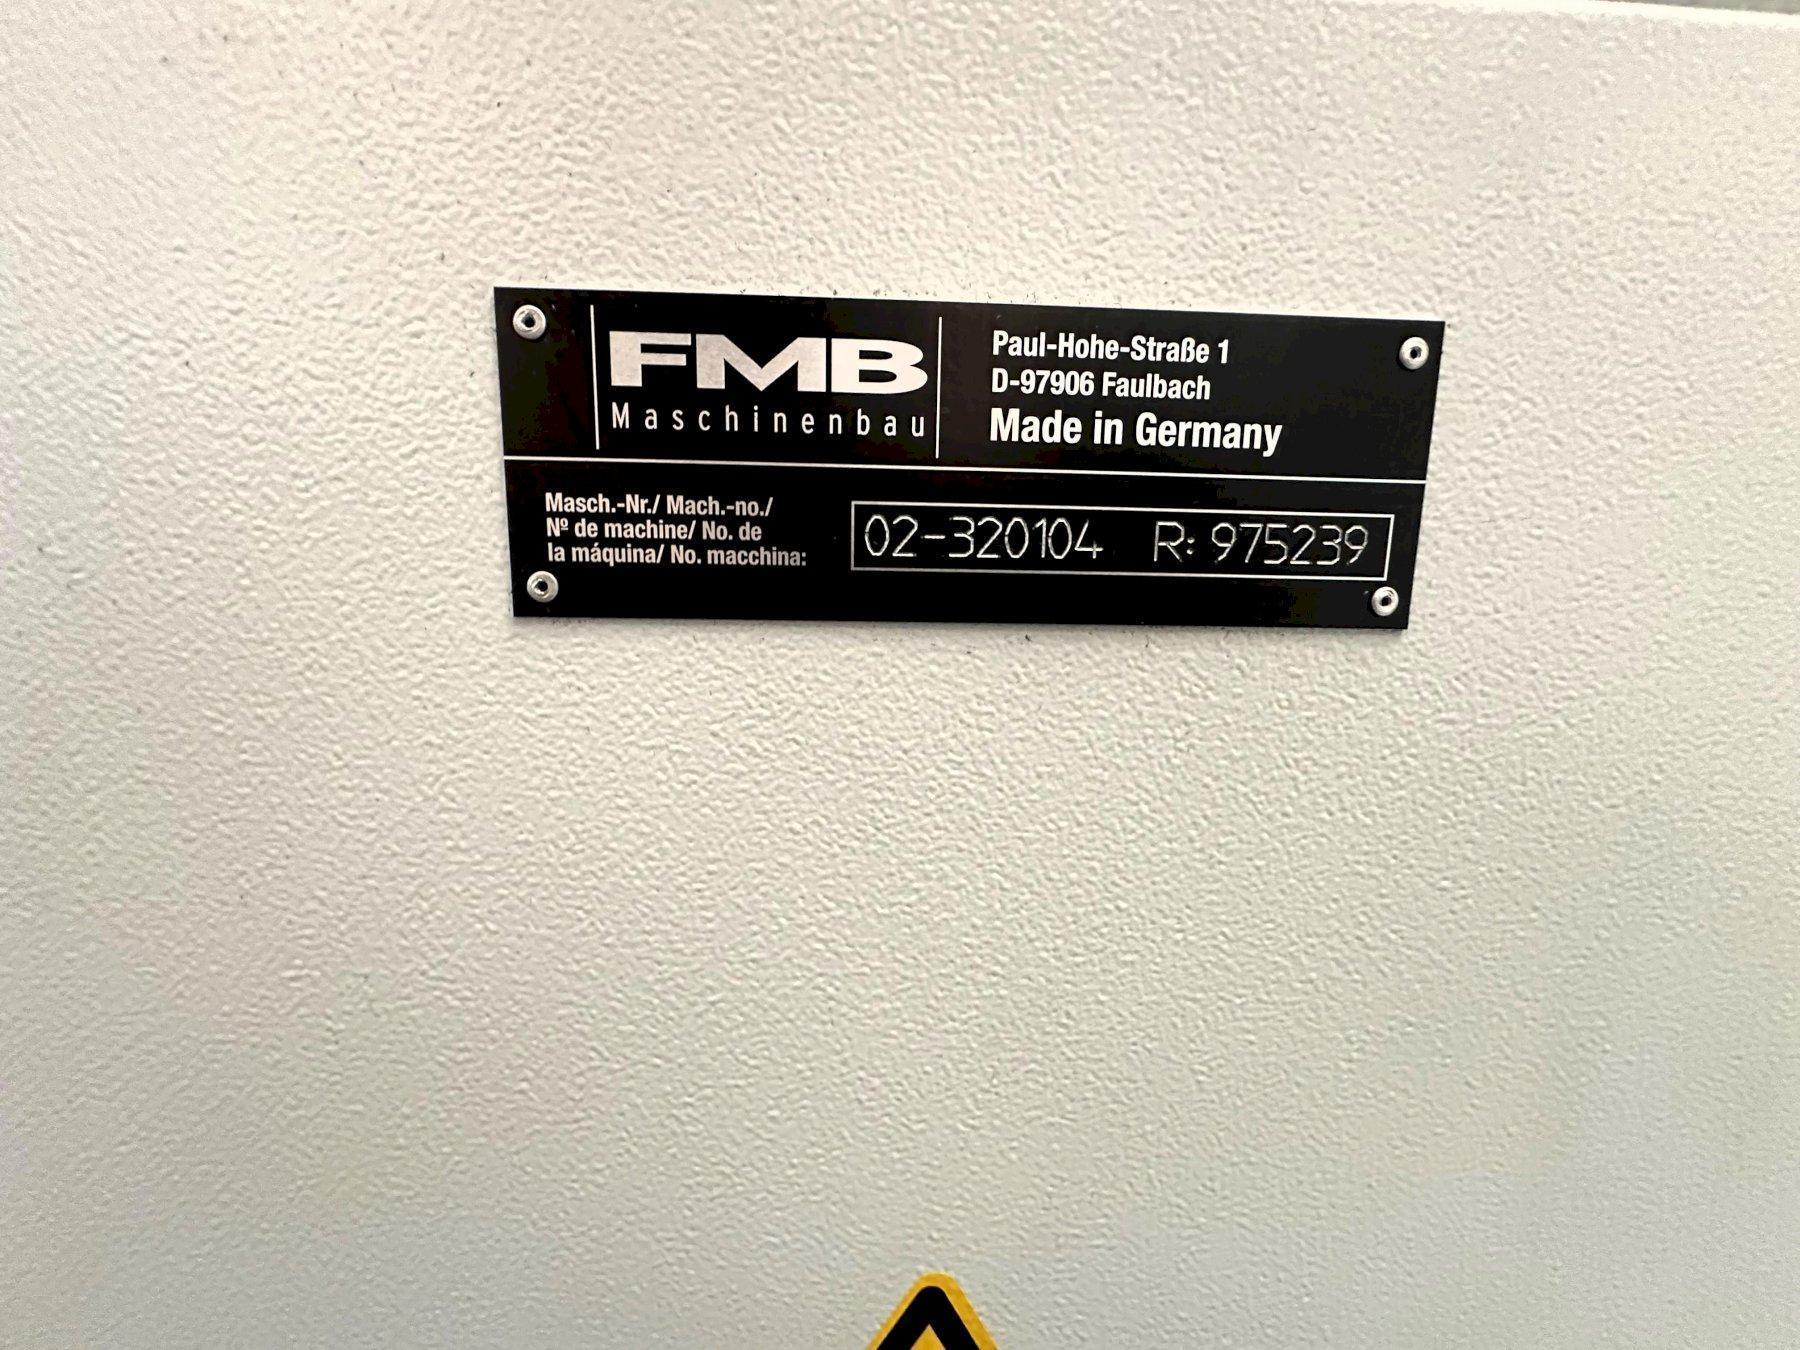 FMB
Maschinenbau
Paul-Hohe-Straße 1
D-97906 Faulbach
Made in Germany
Masch.-Nr./ Mach.-no./
Nº de machine/ No. de
la máquina/ No. macchina:
02-320104 R: 975239